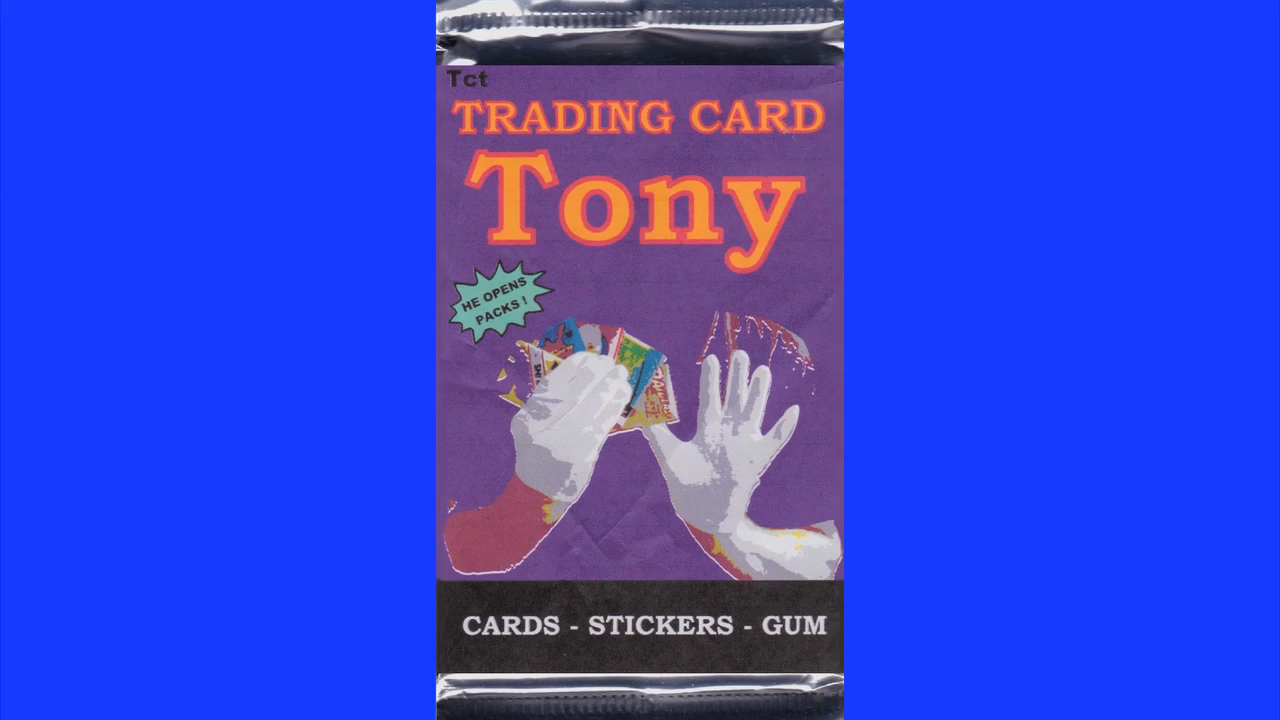 Tct
TRADING CARD
Tony
HE OPENS
PACKS !
CARDS - STICKERS - GUM